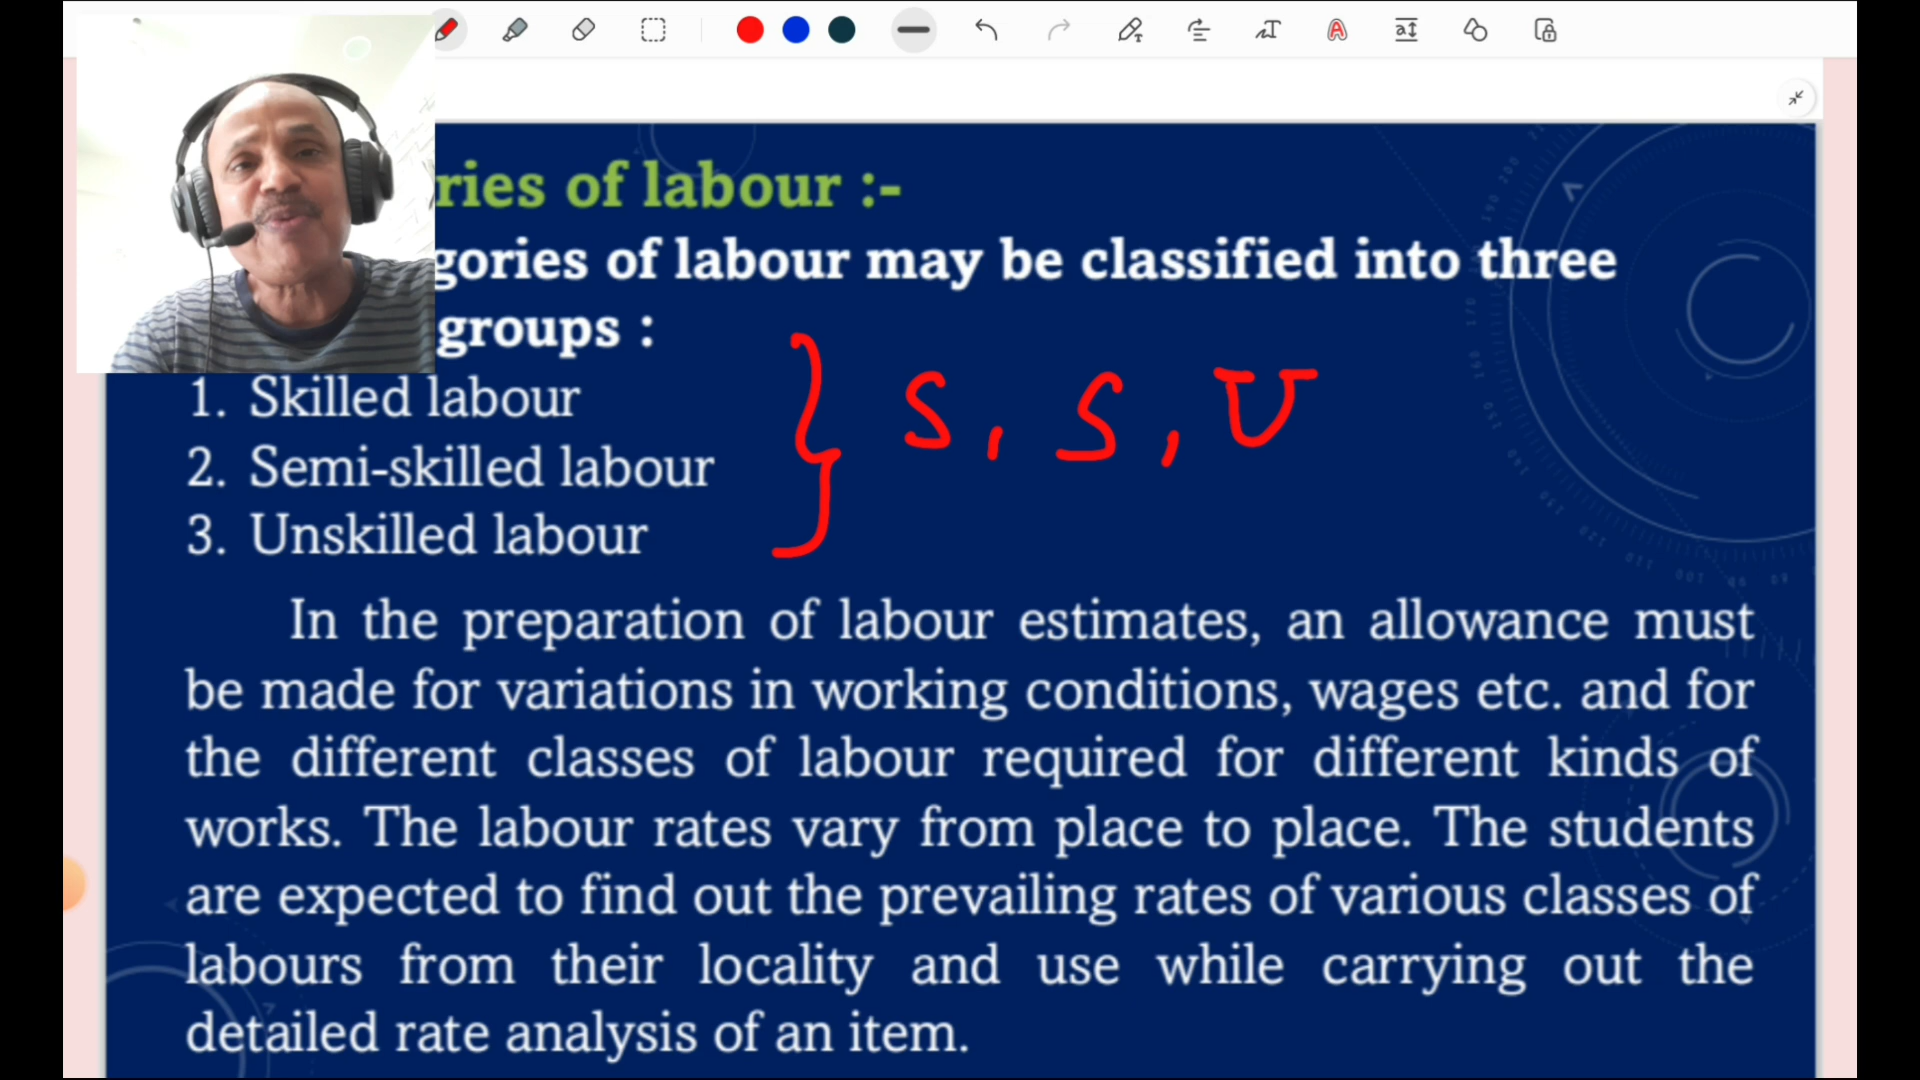 ries of labour :-
gories of labour may be classified into three
groups :
1. Skilled labour
2. Semi-skilled labour
3. Unskilled labour
S, S, U
In the preparation of labour estimates, an allowance must
be made for variations in working conditions, wages etc. and for
the different classes of labour required for different kinds of
works. The labour rates vary from place to place. The students
are expected to find out the prevailing rates of various classes of
labours from their locality and use while carrying out the
detailed rate analysis of an item.